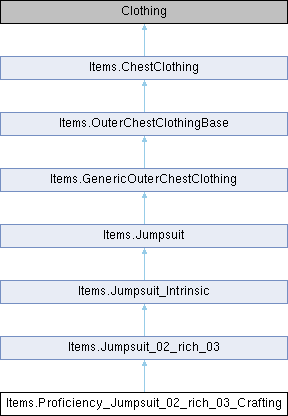 Clothing
Items.ChestClothing
Items.OuterChestClothingBase
Items.GenericOuterChestClothing
Items.Jumpsuit
Items.Jumpsuit_Intrinsic
Items.Jumpsuit_02_rich_03
Items.Proficiency_Jumpsuit_02_rich_03_Crafting